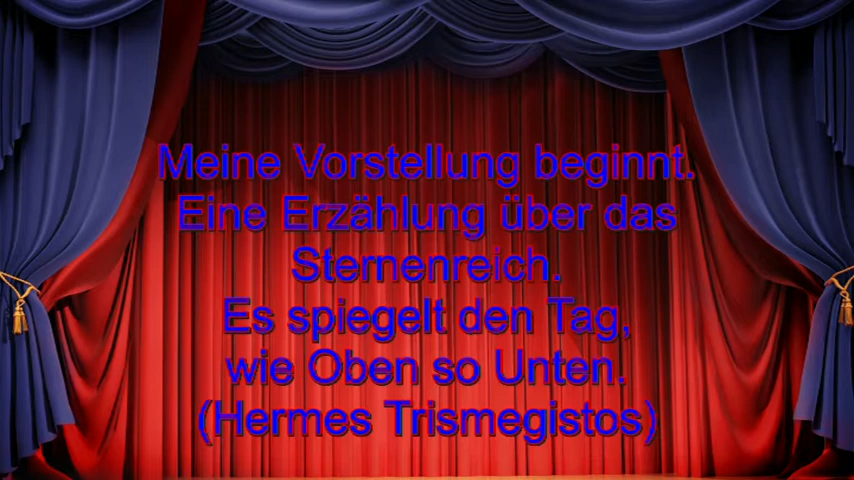 Meine Vorstellung beginnt.
Eine Erzählung über das
Sternenreich.
Es spiegelt den Tag,
wie Oben so Unten.
(Hermes Trismegistos)